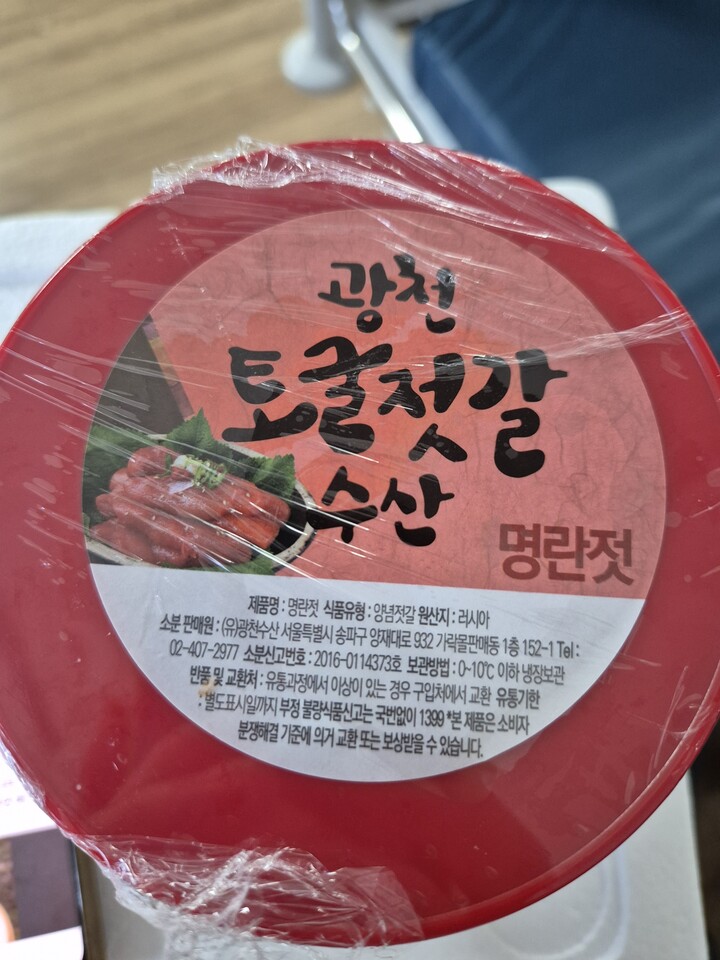 광천
토굴젓갈
수산
명란젓
제품명 : 명란젓 식품유형 : 양념젓갈 원산지 : 러시아
소분 판매원 : (유)광천수산 서울특별시 송파구 양재대로 932 가락몰판매동 1층 152-1 Tel :
02-407-2977 소분신고번호 : 2016-0114373호 보관방법 : 0-10℃ 이하 냉장보관
반품 및 교환처 : 유통과정에서 이상이 있는 경우 구입처에서 교환 유통기한
: 별도표시일까지 부정 불량식품신고는 국번없이 1399 *본 제품은 소비자
분쟁해결 기준에 의거 교환 또는 보상받을 수 있습니다.